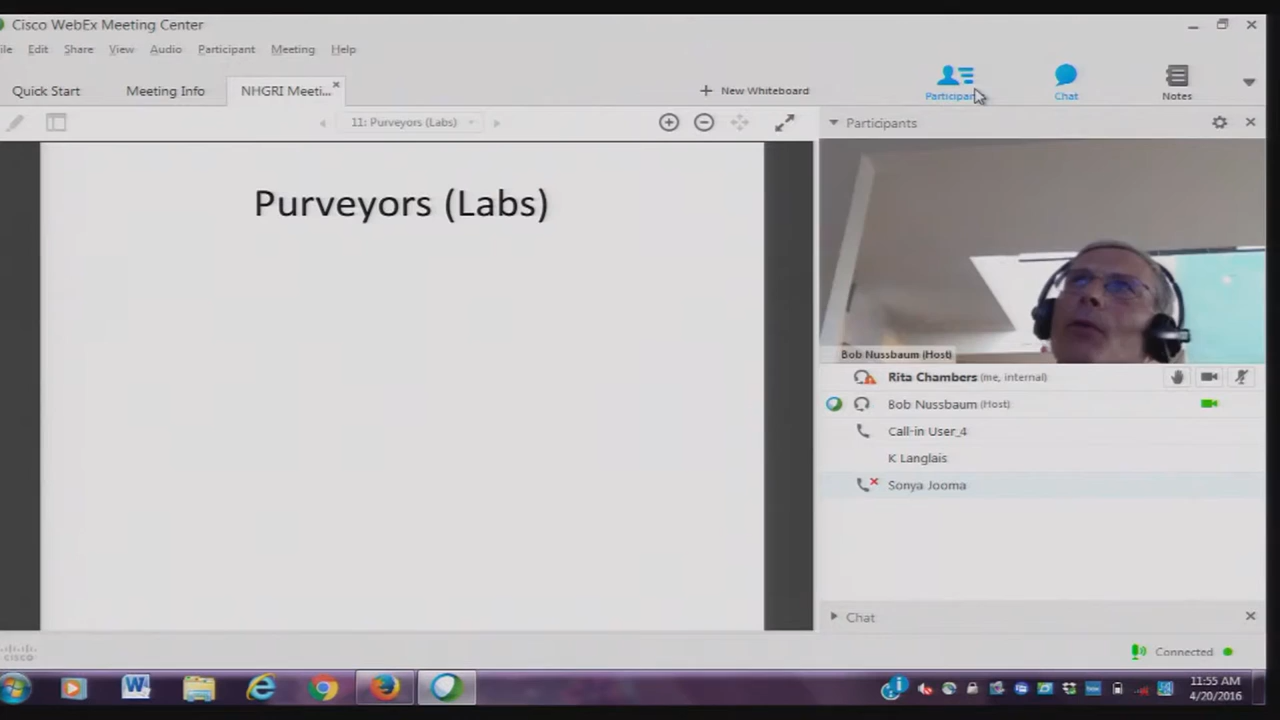 Cisco WebEx Meeting Center
ile Edit Share View Audio Participant Meeting Help
Quick Start Meeting Info NHGRI Meeti... New Whiteboard
Chat Notes
11: Purveyors (Labs)
Participants
Purveyors (Labs)
Bob Nussbaum (Host)
Rita Chambers (me, internal)
Bob Nussbaum (Host)
Call-in User_4
K Langlais
Sonya Jooma
Chat
CISCO
Connected
11:55 AM
4/20/2016